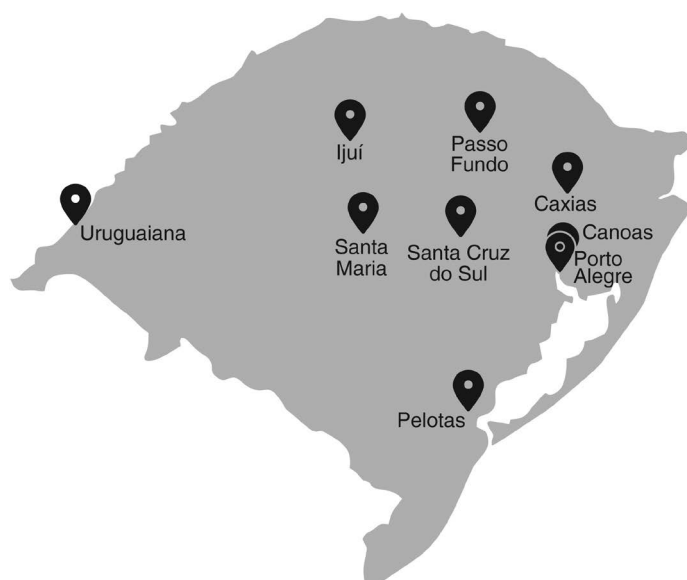 Ijuí
Passo
Fundo
Caxias
Uruguaiana
Santa
Maria
Santa Cruz
do Sul
Canoas
Porto
Alegre
Pelotas